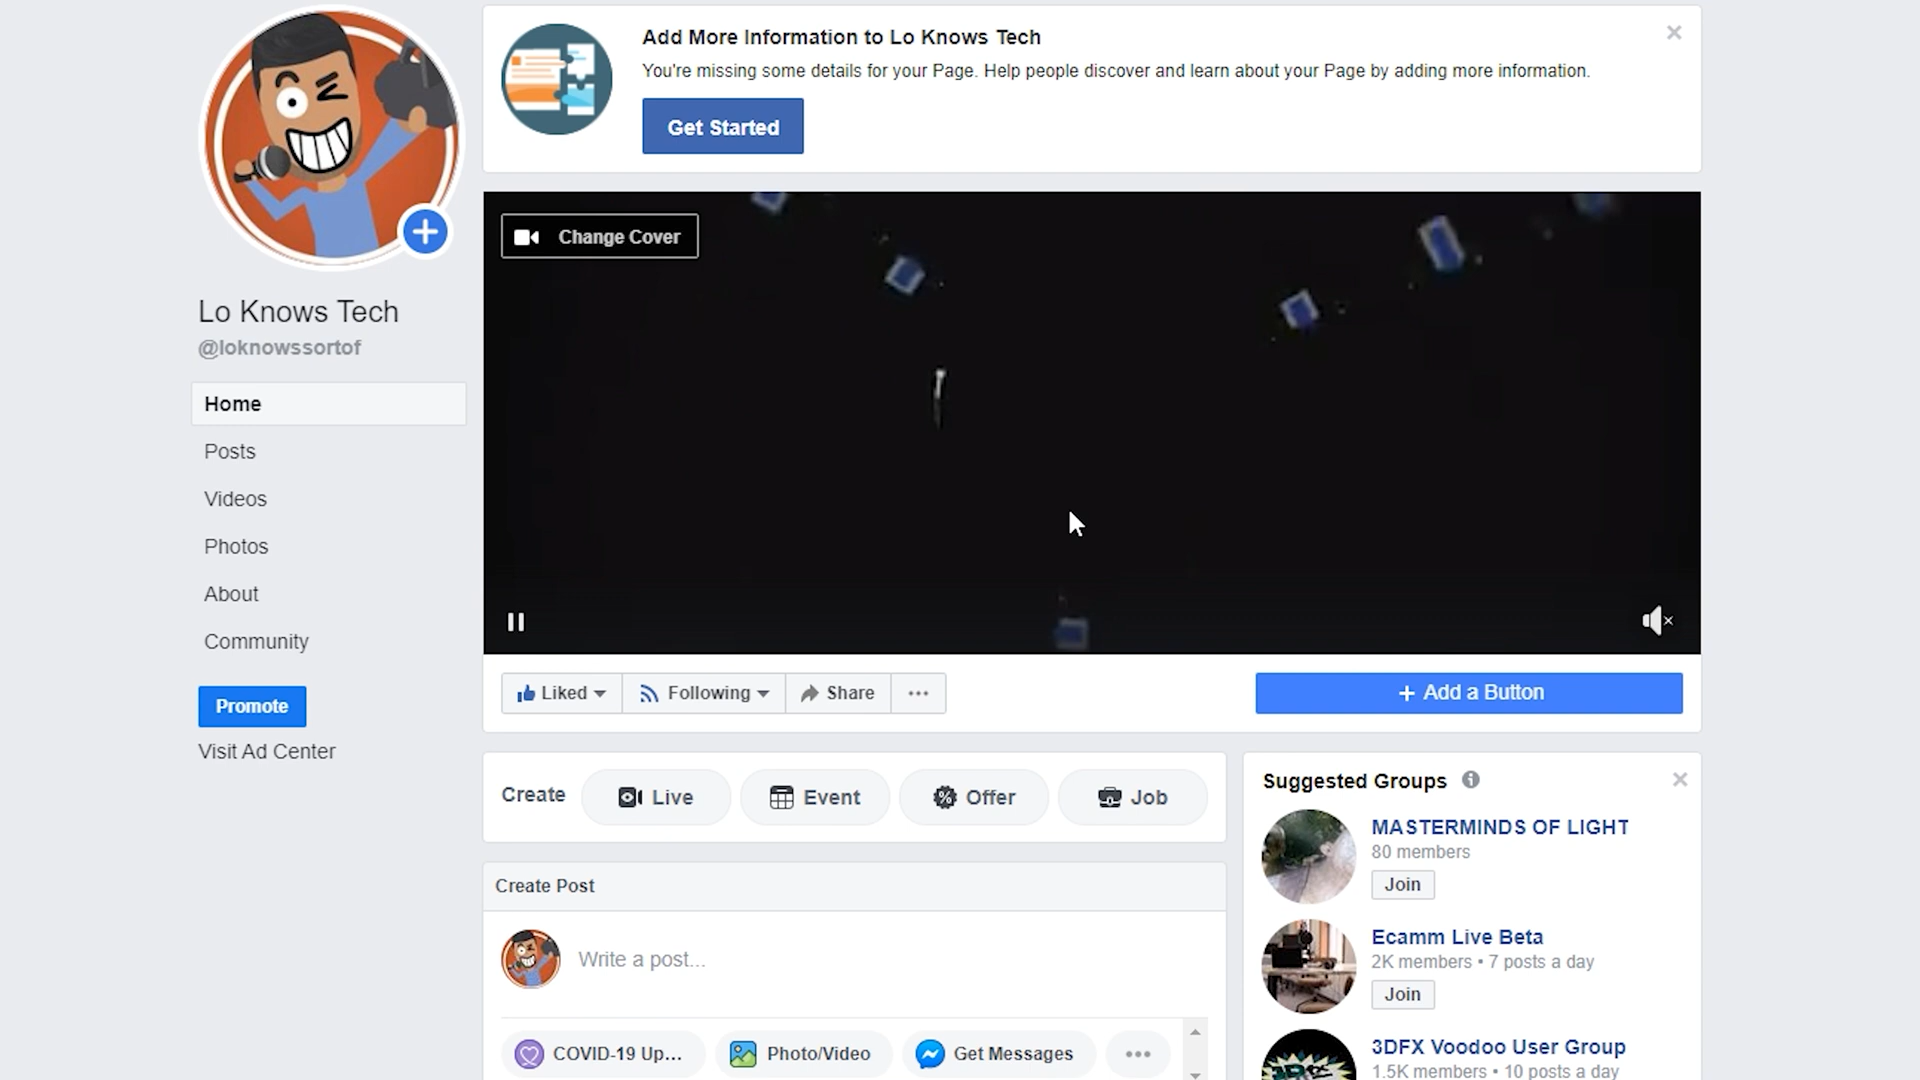 Add More Information to Lo Knows Tech
You're missing some details for your Page. Help people discover and learn about your Page by adding more information.
Get Started
Change Cover
Lo Knows Tech
@loknowssortof
Home
Posts
Videos
Photos
About
Community
Promote
Visit Ad Center
Liked
Following
Share
+ Add a Button
Create
Live
Event
Offer
Job
Create Post
Write a post...
COVID-19 Up...
Photo/Video
Get Messages
Suggested Groups
MASTERMINDS OF LIGHT
80 members
Join
Ecamm Live Beta
2K members • 7 posts a day
Join
3DFX Voodoo User Group
1.5K members • 10 posts a day